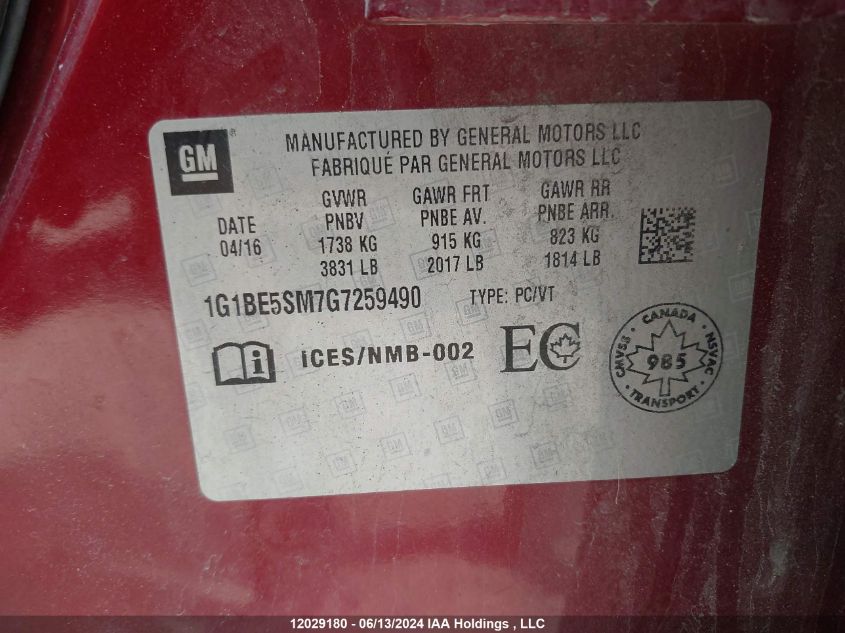 GM
MANUFACTURED BY GENERAL MOTORS LLC
FABRIQUÉ PAR GENERAL MOTORS LLC
DATE
04/16
GVWR
PNBV
1738 KG
3831 LB
GAWR FRT
PNBE AV.
915 KG
2017 LB
GAWR RR
PNBE ARR.
823 KG
1814 LB
1G1BE5SM7G7259490 TYPE: PC/VT
i ICES/NMB-002 EC
CANADA
CMVSS 985 NSVAC
TRANSPORT
12029180 - 06/13/2024 IAA Holdings , LLC